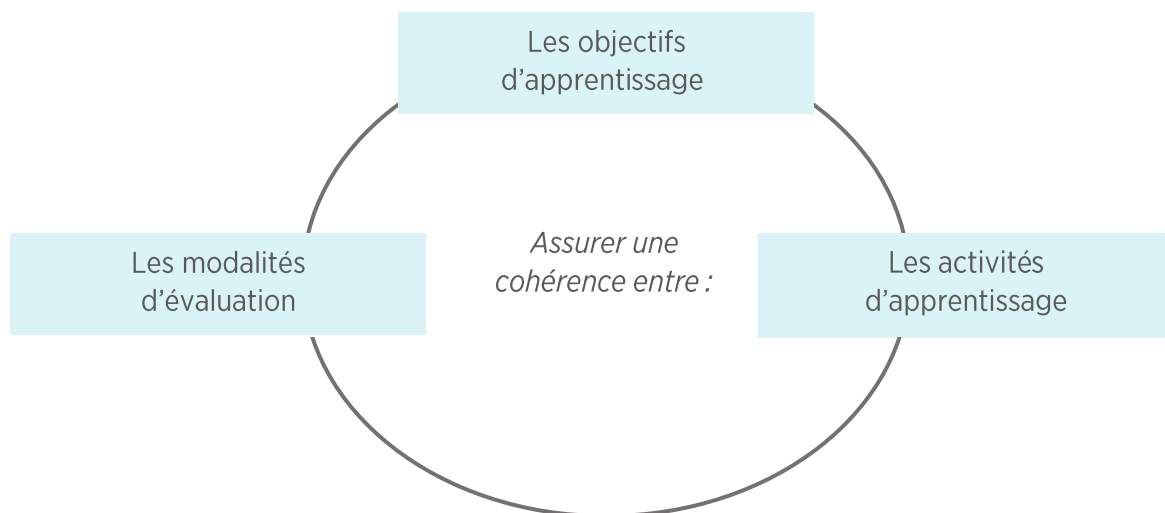 Les objectifs
d’apprentissage
Assurer une
cohérence entre :
Les modalités
d’évaluation
Les activités
d’apprentissage